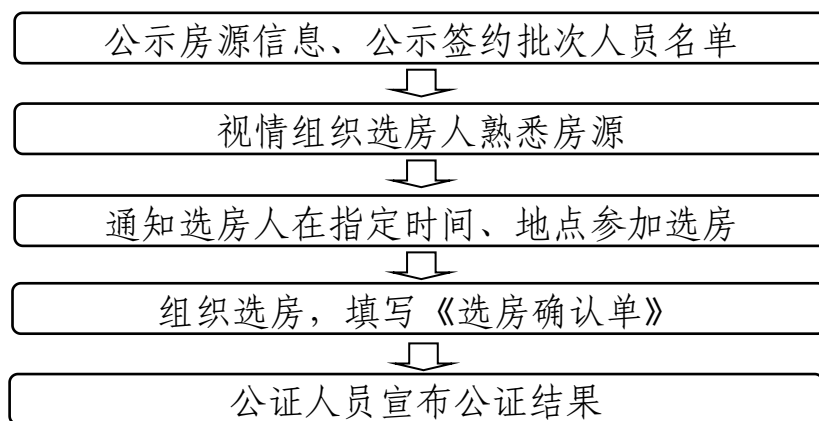 公示房源信息、公示签约批次人员名单
视情组织选房人熟悉房源
通知选房人在指定时间、地点参加选房
组织选房，填写《选房确认单》
公证人员宣布公证结果